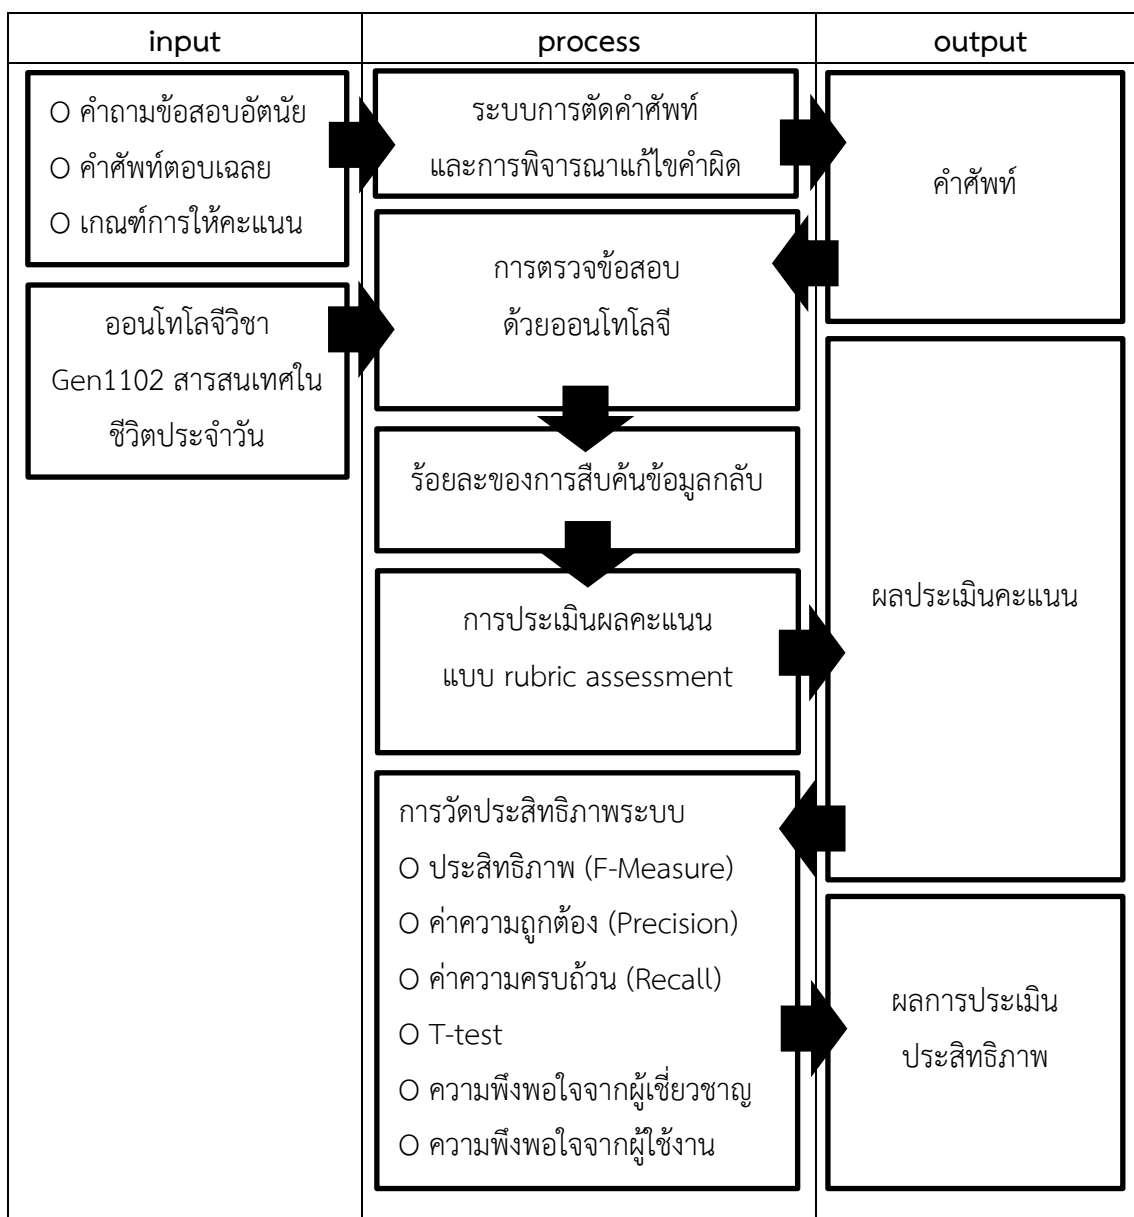 input
process
output
O คำถามข้อสอบอัตนัย
O คำศัพท์ตอบเฉลย
O เกณฑ์การให้คะแนน
ระบบการตัดคำศัพท์
และการพิจารณาแก้ไขคำผิด
คำศัพท์
ออนโทโลจีวิชา
Gen1102 สารสนเทศใน
ชีวิตประจำวัน
การตรวจข้อสอบ
ด้วยออนโทโลจี
ร้อยละของการสืบค้นข้อมูลกลับ
การประเมินผลคะแนน
แบบ rubric assessment
ผลประเมินคะแนน
การวัดประสิทธิภาพระบบ
O ประสิทธิภาพ (F-Measure)
O ค่าความถูกต้อง (Precision)
O ค่าความครบถ้วน (Recall)
O T-test
O ความพึงพอใจจากผู้เชี่ยวชาญ
O ความพึงพอใจจากผู้ใช้งาน
ผลการประเมิน
ประสิทธิภาพ